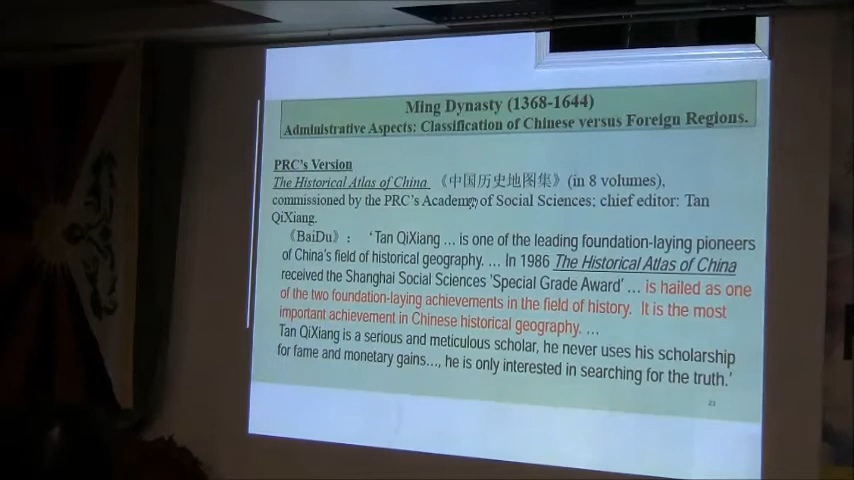 Ming Dynasty (1368-1644)
Administrative Aspects: Classification of Chinese versus Foreign Regions.
PRC's Version
The Historical Atlas of China 《中国历史地图集》 (in 8 volumes),
commissioned by the PRC's Academy of Social Sciences; chief editor: Tan
QiXiang.
《BaiDu》: 'Tan QiXiang ... is one of the leading foundation-laying pioneers
of China's field of historical geography. ... In 1986 The Historical Atlas of China
received the Shanghai Social Sciences 'Special Grade Award' ... is hailed as one
of the two foundation-laying achievements in the field of history. It is the most
important achievement in Chinese historical geography. ...
Tan QiXiang is a serious and meticulous scholar, he never uses his scholarship
for fame and monetary gains..., he is only interested in searching for the truth.'